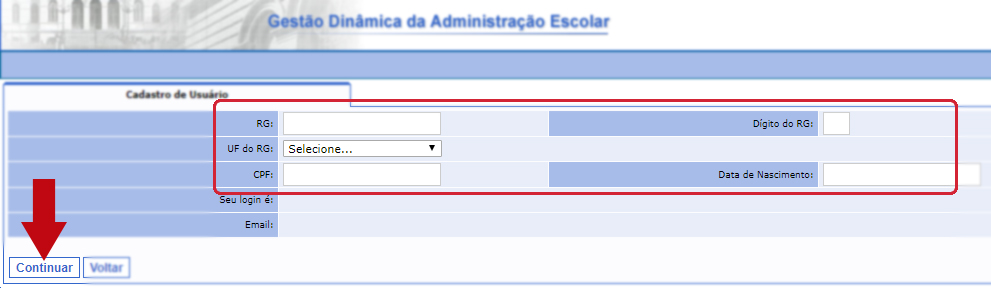 Gestão Dinâmica da Administração Escolar
Cadastro de Usuário
RG: Dígito do RG:
UF do RG: Selecione...
CPF: Data de Nascimento:
Seu login é:
Email:
Continuar Voltar